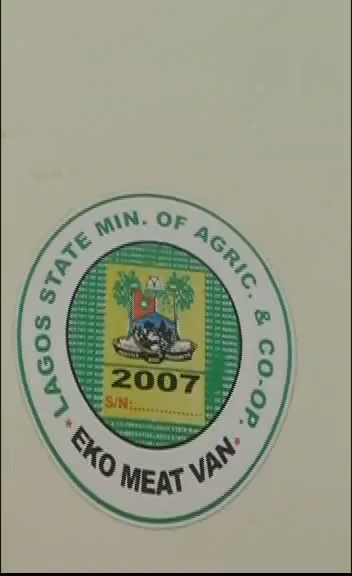 LAGOS STATE MIN. OF AGRIC. & CO-OP.
2007
S/N:....................
* EKO MEAT VAN. *